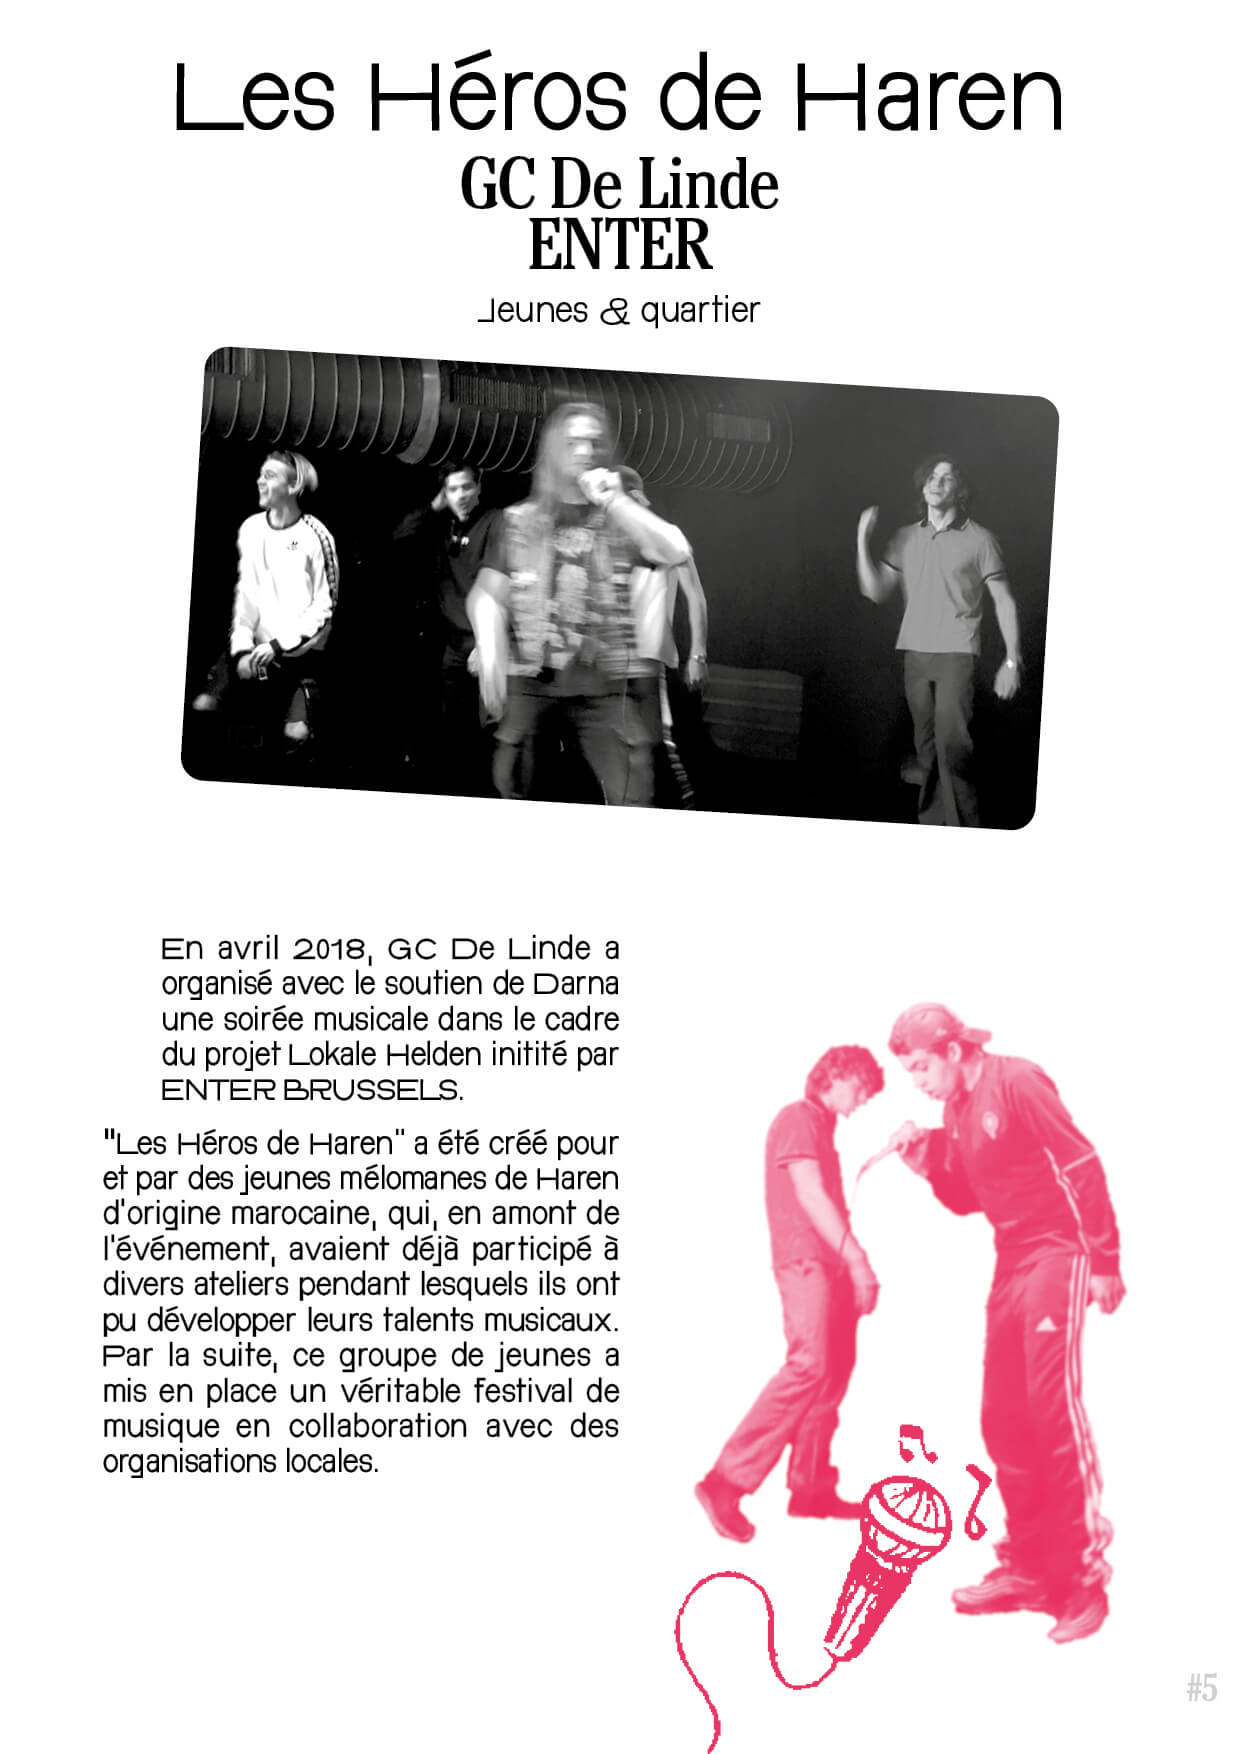 Les Héros de Haren
GC De Linde
ENTER
Jeunes & quartier
En avril 2018, GC De Linde a
organisé avec le soutien de Darna
une soirée musicale dans le cadre
du projet Lokale Helden initité par
ENTER BRUSSELS.
"Les Héros de Haren" a été créé pour
et par des jeunes mélomanes de Haren
d'origine marocaine, qui, en amont de
l'événement, avaient déjà participé à
divers ateliers pendant lesquels ils ont
pu développer leurs talents musicaux.
Par la suite, ce groupe de jeunes a
mis en place un véritable festival de
musique en collaboration avec des
organisations locales.
#5